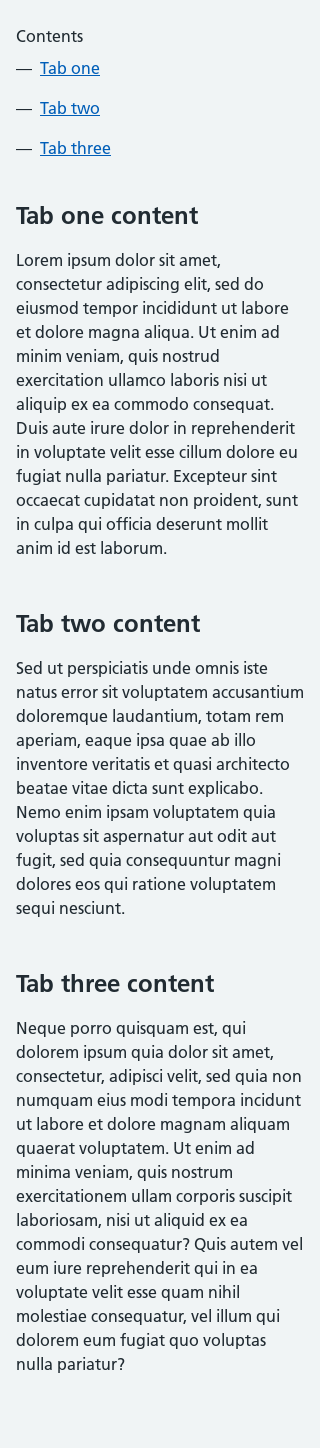 Contents
— Tab one
— Tab two
— Tab three
Tab one content
Lorem ipsum dolor sit amet,
consectetur adipiscing elit, sed do
eiusmod tempor incididunt ut labore
et dolore magna aliqua. Ut enim ad
minim veniam, quis nostrud
exercitation ullamco laboris nisi ut
aliquip ex ea commodo consequat.
Duis aute irure dolor in reprehenderit
in voluptate velit esse cillum dolore eu
fugiat nulla pariatur. Excepteur sint
occaecat cupidatat non proident, sunt
in culpa qui officia deserunt mollit
anim id est laborum.
Tab two content
Sed ut perspiciatis unde omnis iste
natus error sit voluptatem accusantium
doloremque laudantium, totam rem
aperiam, eaque ipsa quae ab illo
inventore veritatis et quasi architecto
beatae vitae dicta sunt explicabo.
Nemo enim ipsam voluptatem quia
voluptas sit aspernatur aut odit aut
fugit, sed quia consequuntur magni
dolores eos qui ratione voluptatem
sequi nesciunt.
Tab three content
Neque porro quisquam est, qui
dolorem ipsum quia dolor sit amet,
consectetur, adipisci velit, sed quia non
numquam eius modi tempora incidunt
ut labore et dolore magnam aliquam
quaerat voluptatem. Ut enim ad
minima veniam, quis nostrum
exercitationem ullam corporis suscipit
laboriosam, nisi ut aliquid ex ea
commodi consequatur? Quis autem vel
eum iure reprehenderit qui in ea
voluptate velit esse quam nihil
molestiae consequatur, vel illum qui
dolorem eum fugiat quo voluptas
nulla pariatur?